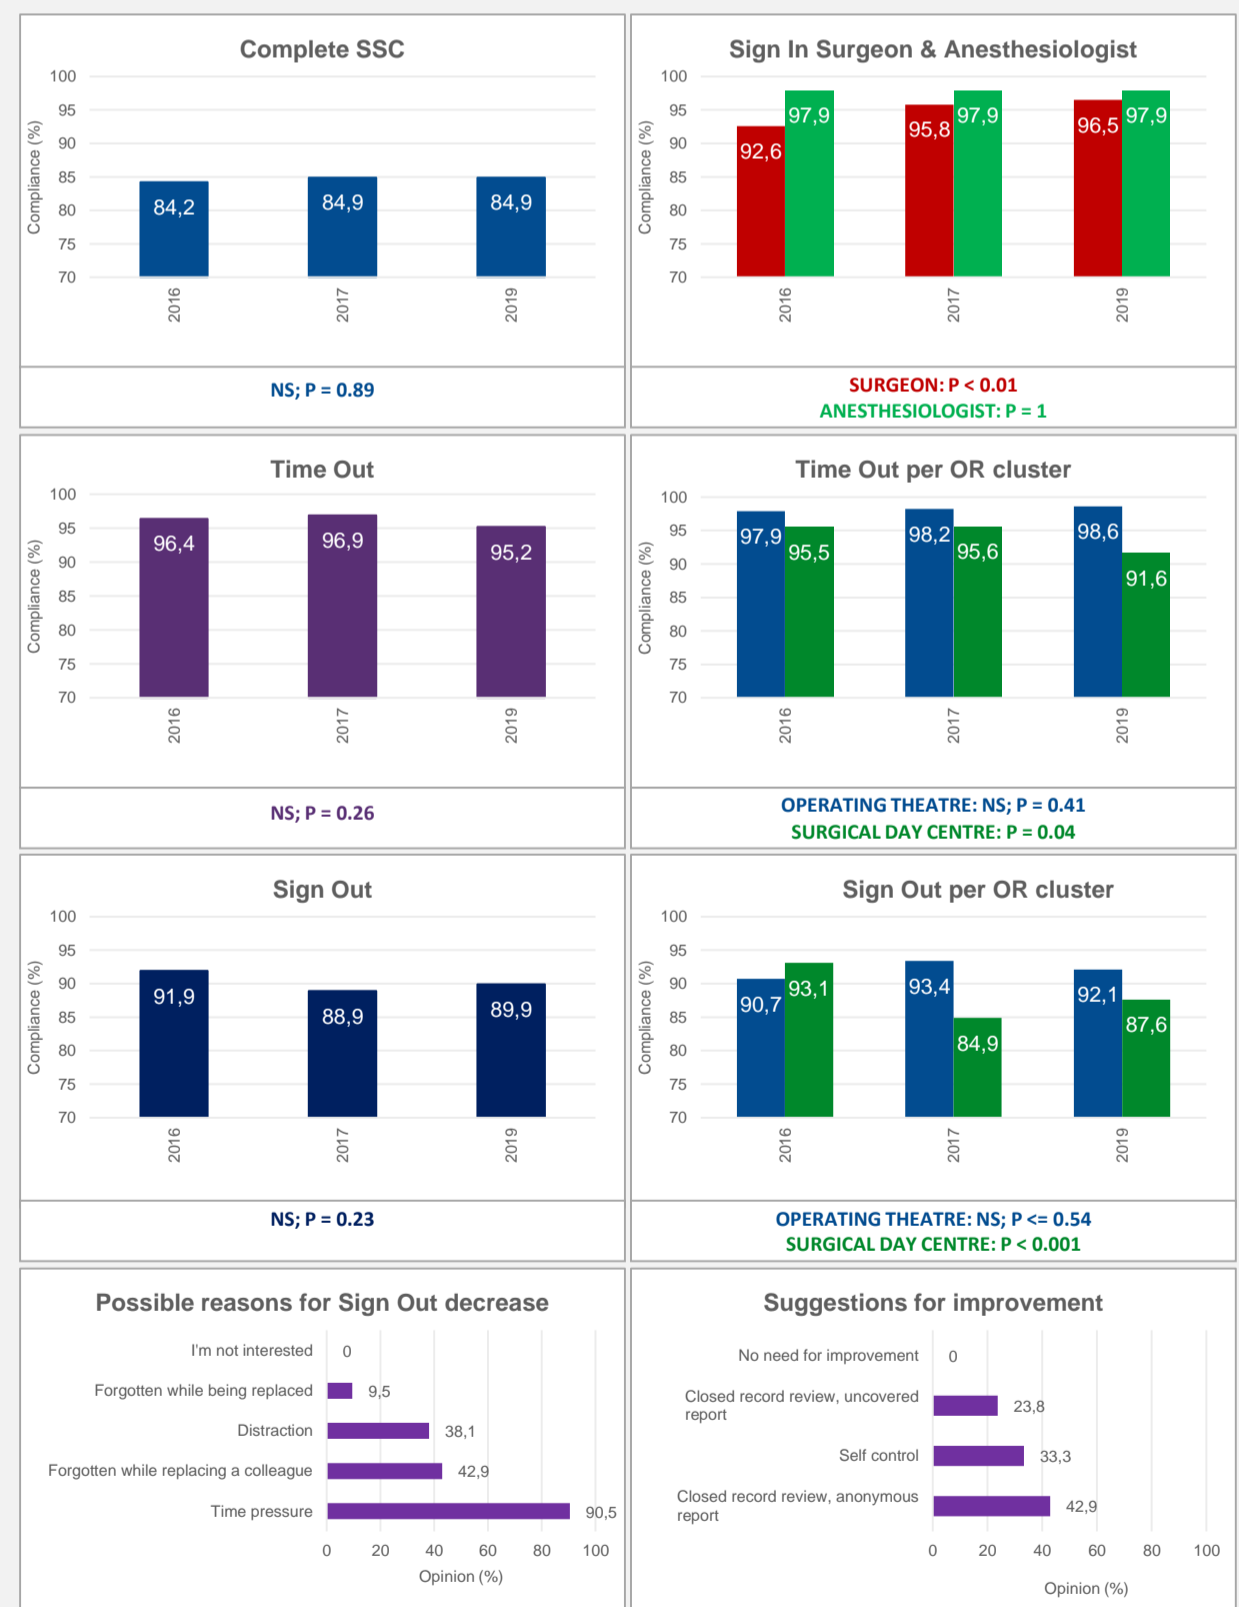 Complete SSC
Compliance (%)
100
95
90
85
80
75
70
84,2
84,9
84,9
2016
2017
2019
NS; P = 0.89
Sign In Surgeon & Anesthesiologist
Compliance (%)
100
95
90
85
80
75
70
92,6
97,9
95,8
97,9
96,5
97,9
2016
2017
2019
SURGEON: P < 0.01
ANESTHESIOLOGIST: P = 1
Time Out
Compliance (%)
100
95
90
85
80
75
70
96,4
96,9
95,2
2016
2017
2019
NS; P = 0.26
Time Out per OR cluster
Compliance (%)
100
95
90
85
80
75
70
97,9
95,5
98,2
95,6
98,6
91,6
2016
2017
2019
OPERATING THEATRE: NS; P = 0.41
SURGICAL DAY CENTRE: P = 0.04
Sign Out
Compliance (%)
100
95
90
85
80
75
70
91,9
88,9
89,9
2016
2017
2019
NS; P = 0.23
Sign Out per OR cluster
Compliance (%)
100
95
90
85
80
75
70
90,7
93,1
93,4
84,9
92,1
87,6
2016
2017
2019
OPERATING THEATRE: NS; P <= 0.54
SURGICAL DAY CENTRE: P < 0.001
Possible reasons for Sign Out decrease
I'm not interested 0
Forgotten while being replaced 9,5
Distraction 38,1
Forgotten while replacing a colleague 42,9
Time pressure 90,5
0 20 40 60 80 100
Opinion (%)
Suggestions for improvement
No need for improvement 0
Closed record review, uncovered
report
23,8
Self control 33,3
Closed record review, anonymous
report
42,9
0 20 40 60 80 100
Opinion (%)